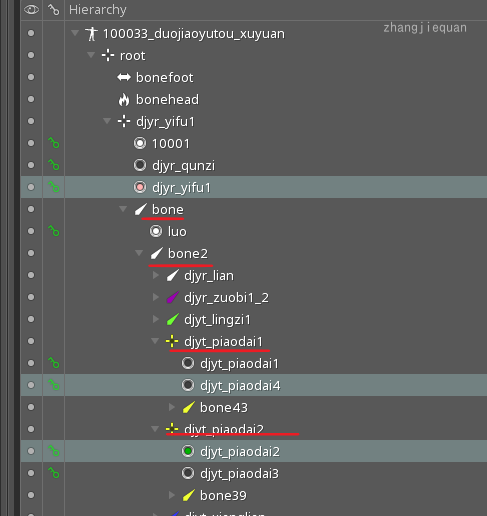 Hierarchy
zhangjiequan
100033_duojiaoyutou_xuyuan
root
bonefoot
bonehead
djyr_yifu1
10001
djyr_qunzi
djyr_yifu1
bone
luo
bone2
djyr_lian
djyr_zuobi1_2
djyt_lingzi1
djyt_piaodai1
djyt_piaodai1
djyt_piaodai4
bone43
djyt_piaodai2
djyt_piaodai2
djyt_piaodai3
bone39